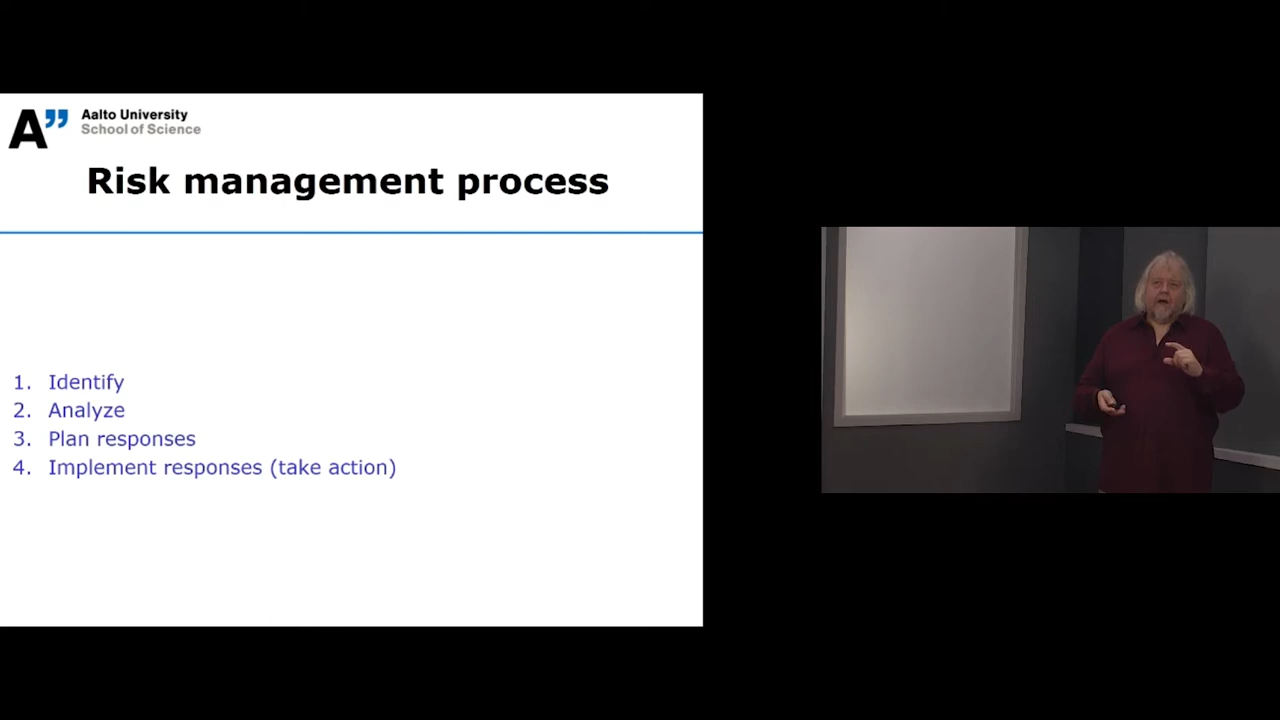 Aalto University
School of Science
Risk management process
1. Identify
2. Analyze
3. Plan responses
4. Implement responses (take action)